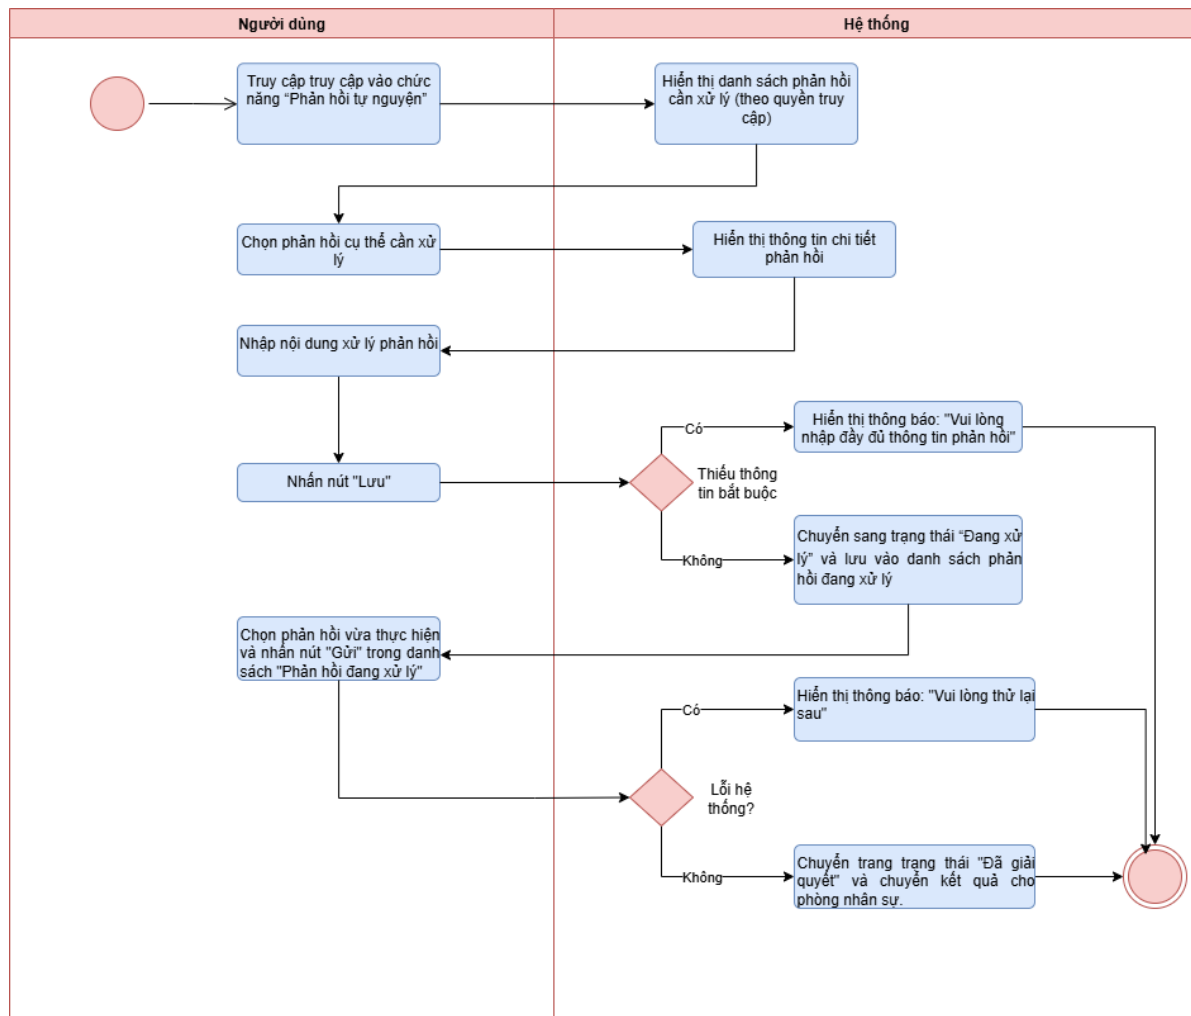 Người dùng
Hệ thống
Truy cập truy cập vào chức
năng “Phản hồi tự nguyện”
Hiển thị danh sách phản hồi
cần xử lý (theo quyền truy
cập)
Chọn phản hồi cụ thể cần xử
lý
Hiển thị thông tin chi tiết
phản hồi
Nhập nội dung xử lý phản hồi
Có
Hiển thị thông báo: "Vui lòng
nhập đầy đủ thông tin phản hồi"
Nhấn nút "Lưu"
Thiếu thông
tin bắt buộc
Không
Chuyển sang trạng thái “Đang xử
lý” và lưu vào danh sách phản
hồi đang xử lý
Chọn phản hồi vừa thực hiện
và nhấn nút "Gửi" trong danh
sách "Phản hồi đang xử lý"
Có
Hiển thị thông báo: "Vui lòng thử lại
sau"
Lỗi hệ
thống?
Không
Chuyển trang trạng thái "Đã giải
quyết" và chuyển kết quả cho
phòng nhân sự.